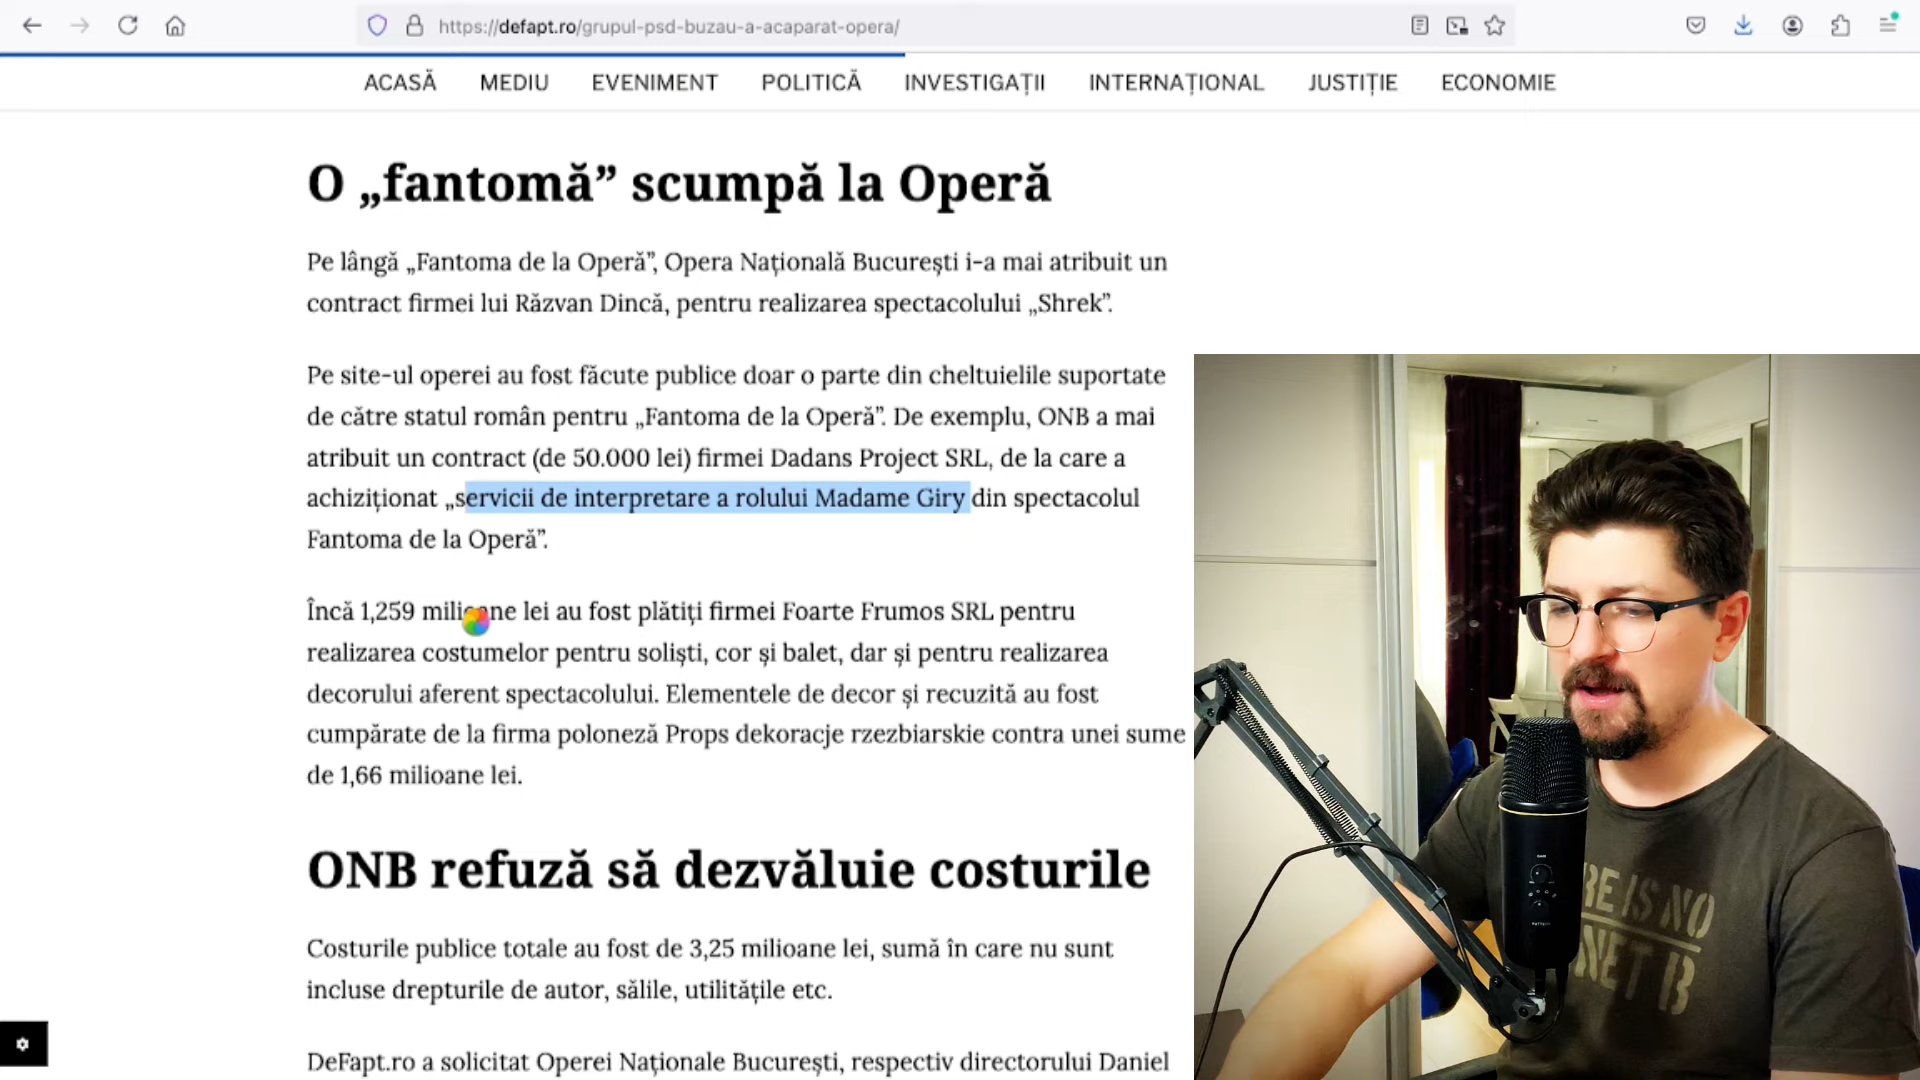 https://defapt.ro/grupul-psd-buzau-a-acaparat-opera/
ACASĂ MEDIU EVENIMENT POLITICĂ INVESTIGAȚII INTERNAȚIONAL JUSTIȚIE ECONOMIE
O „fantomă” scumpă la Operă
Pe lângă „Fantoma de la Operă”, Opera Națională București i-a mai atribuit un
contract firmei lui Răzvan Dincă, pentru realizarea spectacolului „Shrek”.
Pe site-ul operei au fost făcute publice doar o parte din cheltuielile suportate
de către statul român pentru „Fantoma de la Operă”. De exemplu, ONB a mai
atribuit un contract (de 50.000 lei) firmei Dadans Project SRL, de la care a
achiziționat „servicii de interpretare a rolului Madame Giry din spectacolul
Fantoma de la Operă”.
Încă 1,259 milioane lei au fost plătiți firmei Foarte Frumos SRL pentru
realizarea costumelor pentru soliști, cor și balet, dar și pentru realizarea
decorului aferent spectacolului. Elementele de decor și recuzită au fost
cumpărate de la firma poloneză Props dekoracje rzezbiarskie contra unei sume
de 1,66 milioane lei.
ONB refuză să dezvăluie costurile
Costurile publice totale au fost de 3,25 milioane lei, sumă în care nu sunt
incluse drepturile de autor, sălile, utilitățile etc.
DeFapt.ro a solicitat Operei Naționale București, respectiv directorului Daniel
RE IS NO
NET B